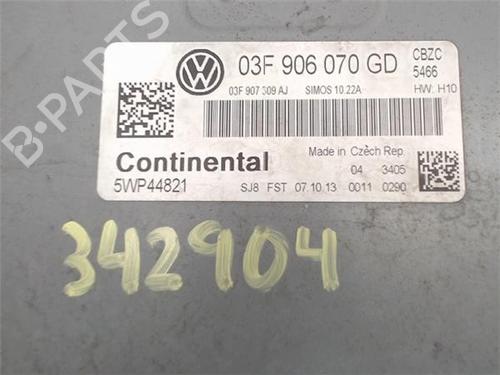 03F 906 070 GD
CBZC
5466
03F 907 309 AJ SIMOS 10.22A HW: H10
Continental
Made in Czech Rep.
5WP44821
04 3405
SJ8 FST 07.10.13 0011 0290
342904
B-PARTS